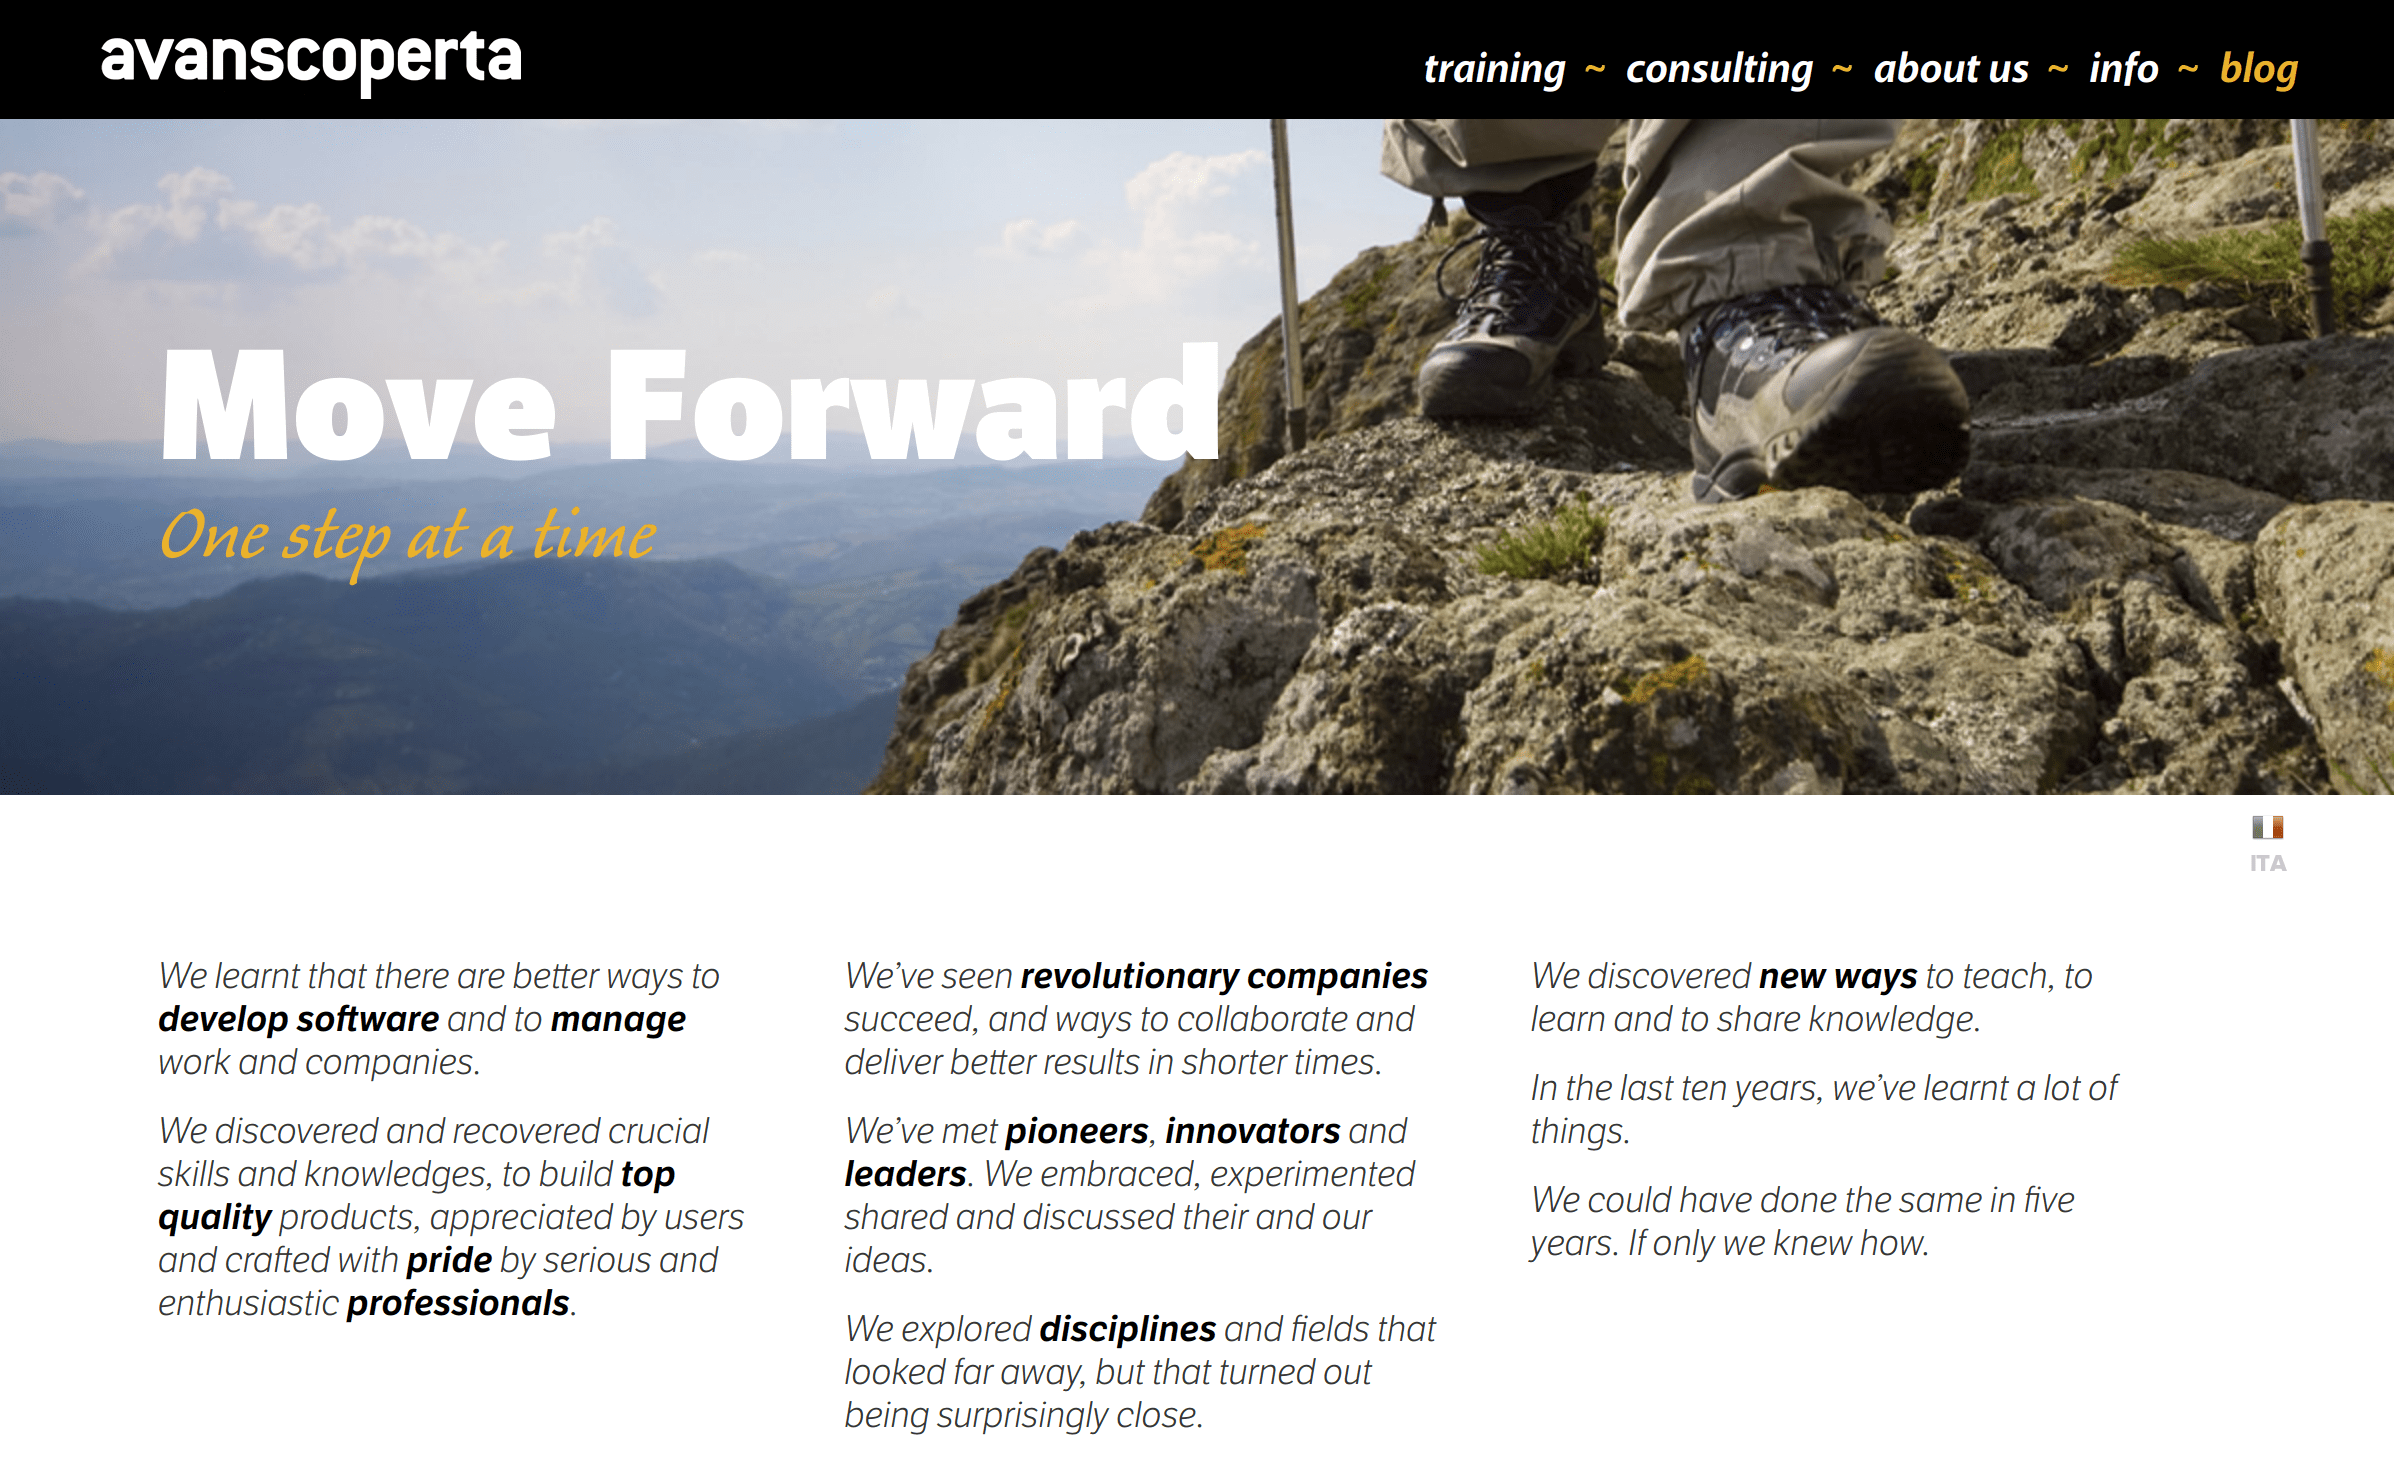 avanscoperta
training ~ consulting ~ about us ~ info ~ blog
Move Forward
One step at a time
ITA
We learnt that there are better ways to
develop software and to manage
work and companies.
We discovered and recovered crucial
skills and knowledges, to build top
quality products, appreciated by users
and crafted with pride by serious and
enthusiastic professionals.
We've seen revolutionary companies
succeed, and ways to collaborate and
deliver better results in shorter times.
We've met pioneers, innovators and
leaders. We embraced, experimented
shared and discussed their and our
ideas.
We explored disciplines and fields that
looked far away, but that turned out
being surprisingly close.
We discovered new ways to teach, to
learn and to share knowledge.
In the last ten years, we've learnt a lot of
things.
We could have done the same in five
years. If only we knew how.